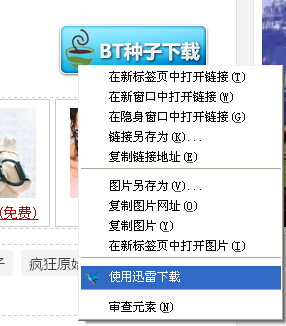 BT种子下载
在新标签页中打开链接(T)
在新窗口中打开链接(W)
在隐身窗口中打开链接(G)
链接另存为(K)...
复制链接地址(E)
图片另存为(V)...
复制图片网址(O)
复制图片(Y)
在新标签页中打开图片(I)
使用迅雷下载
审查元素(N)
(免费)
子
疯狂原始